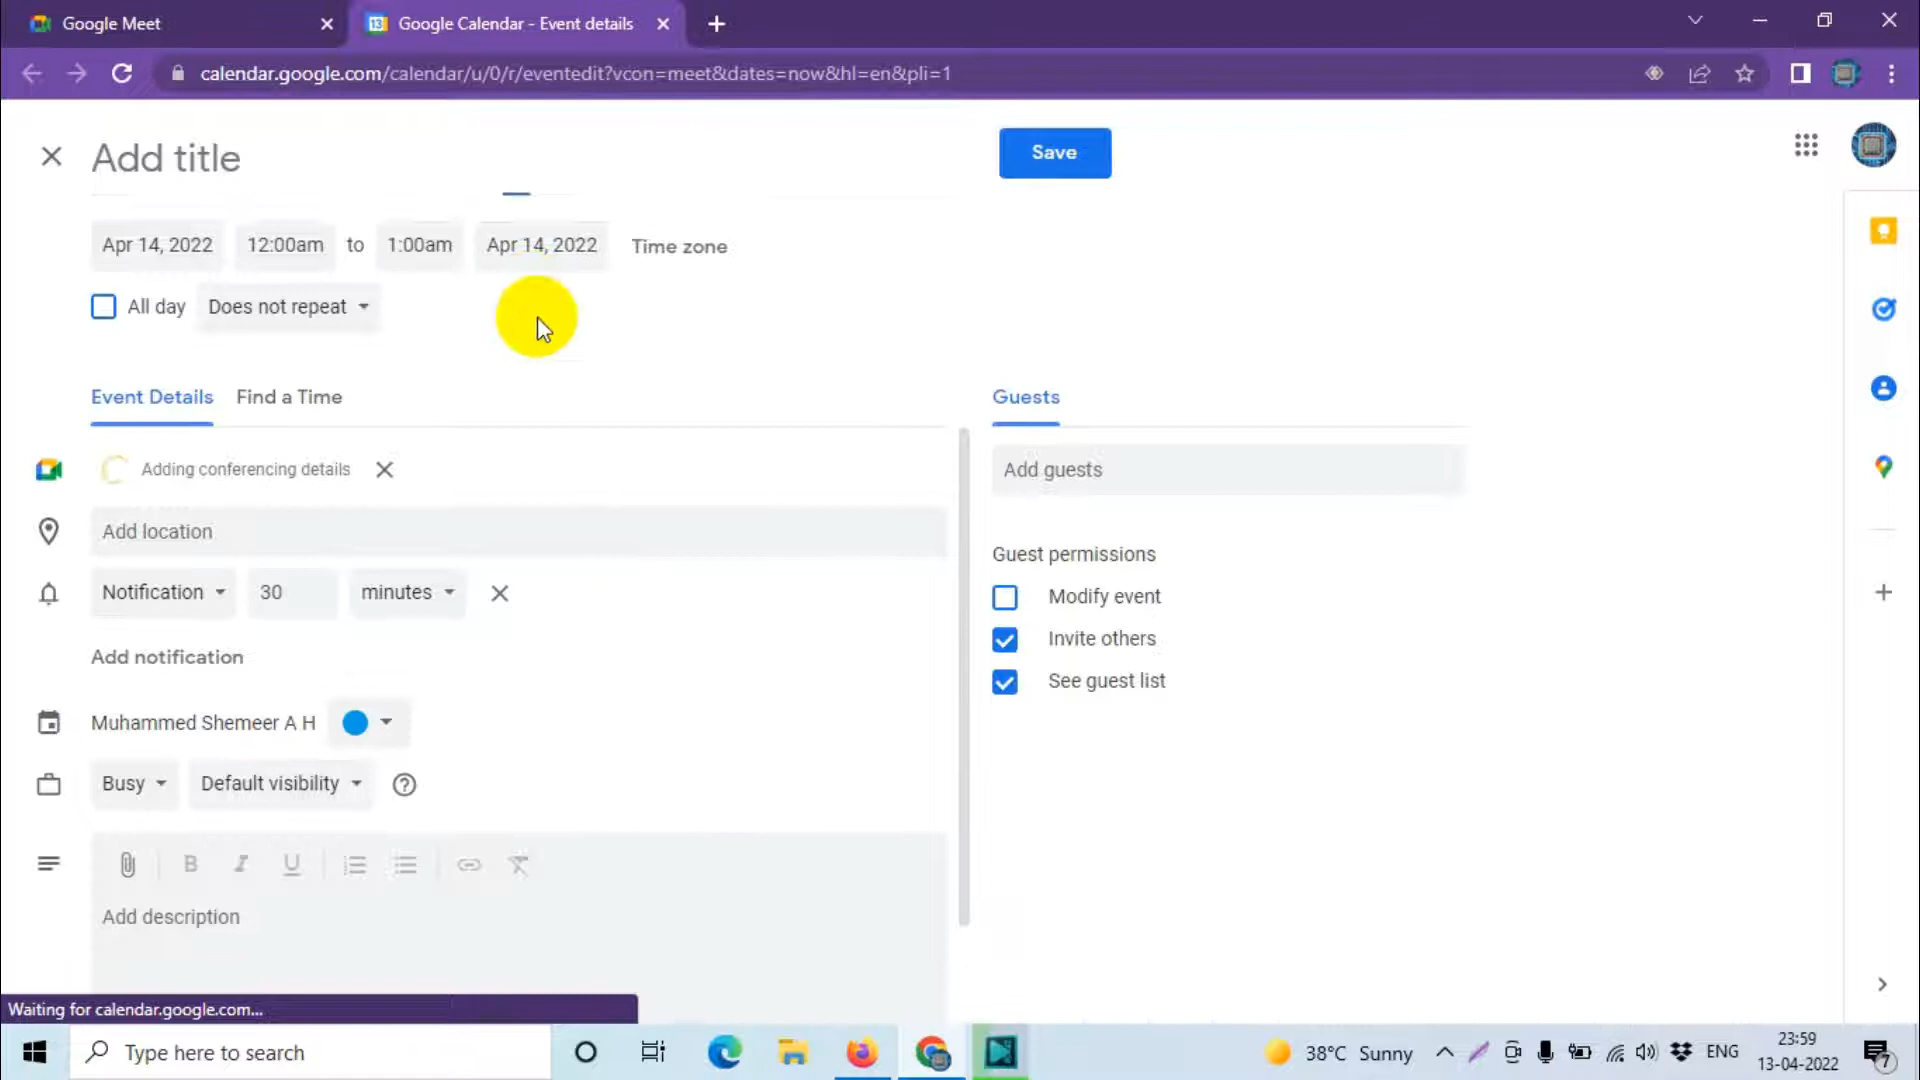 Google Meet
Google Calendar - Event details
calendar.google.com/calendar/u/0/r/eventedit?vcon=meet&dates=now&hl=en&pli=1
Add title
Save
Apr 14, 2022 12:00am to 1:00am Apr 14, 2022 Time zone
All day Does not repeat
Event Details Find a Time
Guests
Adding conferencing details
Add guests
Add location
Guest permissions
Notification 30 minutes
Modify event
Invite others
Add notification
See guest list
Muhammed Shemeer A H
Busy Default visibility
B I U
Add description
Waiting for calendar.google.com...
Type here to search
38°C Sunny
ENG
23:59
13-04-2022
7